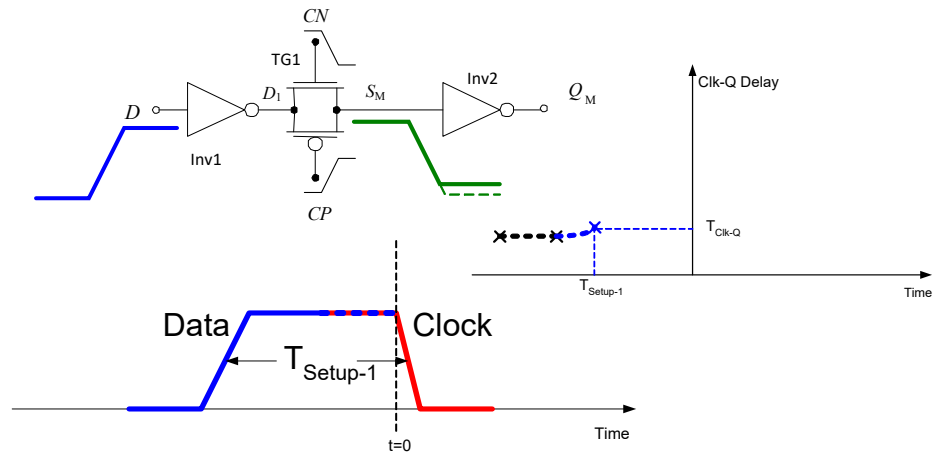 CN
TG1
Inv2
Clk-Q Delay
D
D1
SM
QM
Inv1
CP
TClk-Q
TSetup-1
Time
Data
Clock
TSetup-1
Time
t=0